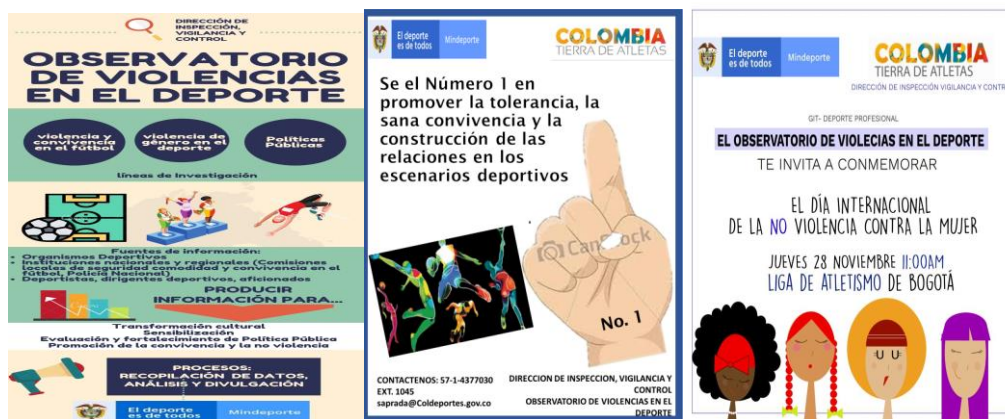 DIRECCIÓN DE
INSPECCIÓN,
VIGILANCIA Y
CONTROL
OBSERVATORIO
DE VIOLENCIAS
EN EL DEPORTE
violencia y
convivencia
en el fútbol
violencia de
género en el
deporte
Políticas
Públicas
líneas de Investigación
Fuentes de información:
Organismos Deportivos
Instituciones nacionales y regionales (Comisiones
locales de seguridad comodidad y convivencia en el
fútbol, Policía Nacional)
Deportistas, dirigentes deportivos, aficionados
PRODUCIR
INFORMACIÓN PARA...
Transformación cultural
Sensibilización
Evaluación y fortalecimiento de Política Pública
Promoción de la convivencia y la no violencia
PROCESOS:
RECOPILACIÓN DE DATOS,
ANÁLISIS Y DIVULGACIÓN
El deporte
es de todos
Mindeporte
El deporte
es de todos
Mindeporte
COLOMBIA
TIERRA DE ATLETAS
Se el Número 1 en
promover la tolerancia, la
sana convivencia y la
construcción de las
relaciones en los
escenarios deportivos
CanStock
No. 1
CONTACTENOS: 57-1-4377030
EXT. 1045
saprada@Coldeportes.gov.co
DIRECCION DE INSPECCION, VIGILANCIA Y
CONTROL
OBSERVATORIO DE VIOLENCIAS EN EL
DEPORTE
El deporte
es de todos
Mindeporte
COLOMBIA
TIERRA DE ATLETAS
DIRECCIÓN DE INSPECCIÓN VIGILANCIA Y CONTR
GIT- DEPORTE PROFESIONAL
EL OBSERVATORIO DE VIOLECIAS EN EL DEPORTE
TE INVITA A CONMEMORAR
EL DÍA INTERNACIONAL
DE LA NO VIOLENCIA CONTRA LA MUJER
JUEVES 28 NOVIEMBRE 11:00AM
LIGA DE ATLETISMO DE BOGOTÁ